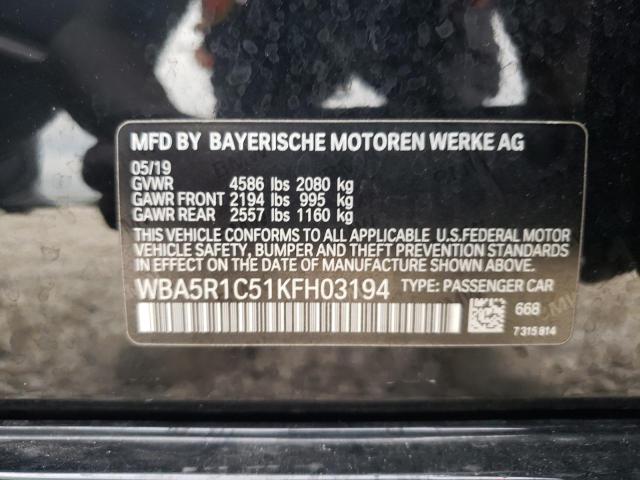 MFD BY BAYERISCHE MOTOREN WERKE AG
05/19
GVWR 4586 lbs 2080 kg
GAWR FRONT 2194 lbs 995 kg
GAWR REAR 2557 lbs 1160 kg
THIS VEHICLE CONFORMS TO ALL APPLICABLE U.S.FEDERAL MOTOR
VEHICLE SAFETY, BUMPER AND THEFT PREVENTION STANDARDS
IN EFFECT ON THE DATE OF MANUFACTURE SHOWN ABOVE.
WBA5R1C51KFH03194 TYPE: PASSENGER CAR
668
7315814